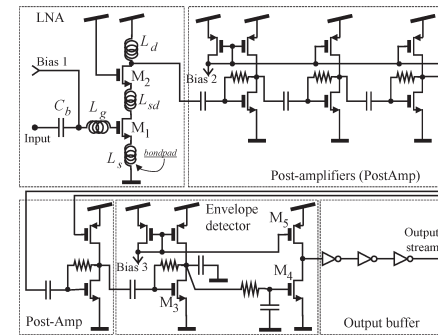 LNA
L_d
Bias 1
M_2
Bias 2
L_sd
C_b
L_g
M_1
Input
L_s
bondpad
Post-amplifiers (PostAmp)
Envelope
detector
M_5
Output
stream
Bias 3
M_4
M_3
Post-Amp
Output buffer